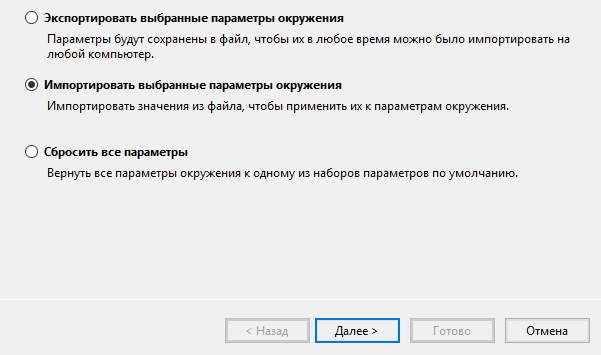 Экспортировать выбранные параметры окружения
Параметры будут сохранены в файл, чтобы их в любое время можно было импортировать на
любой компьютер.
Импортировать выбранные параметры окружения
Импортировать значения из файла, чтобы применить их к параметрам окружения.
Сбросить все параметры
Вернуть все параметры окружения к одному из наборов параметров по умолчанию.
< Назад
Далее >
Готово
Отмена